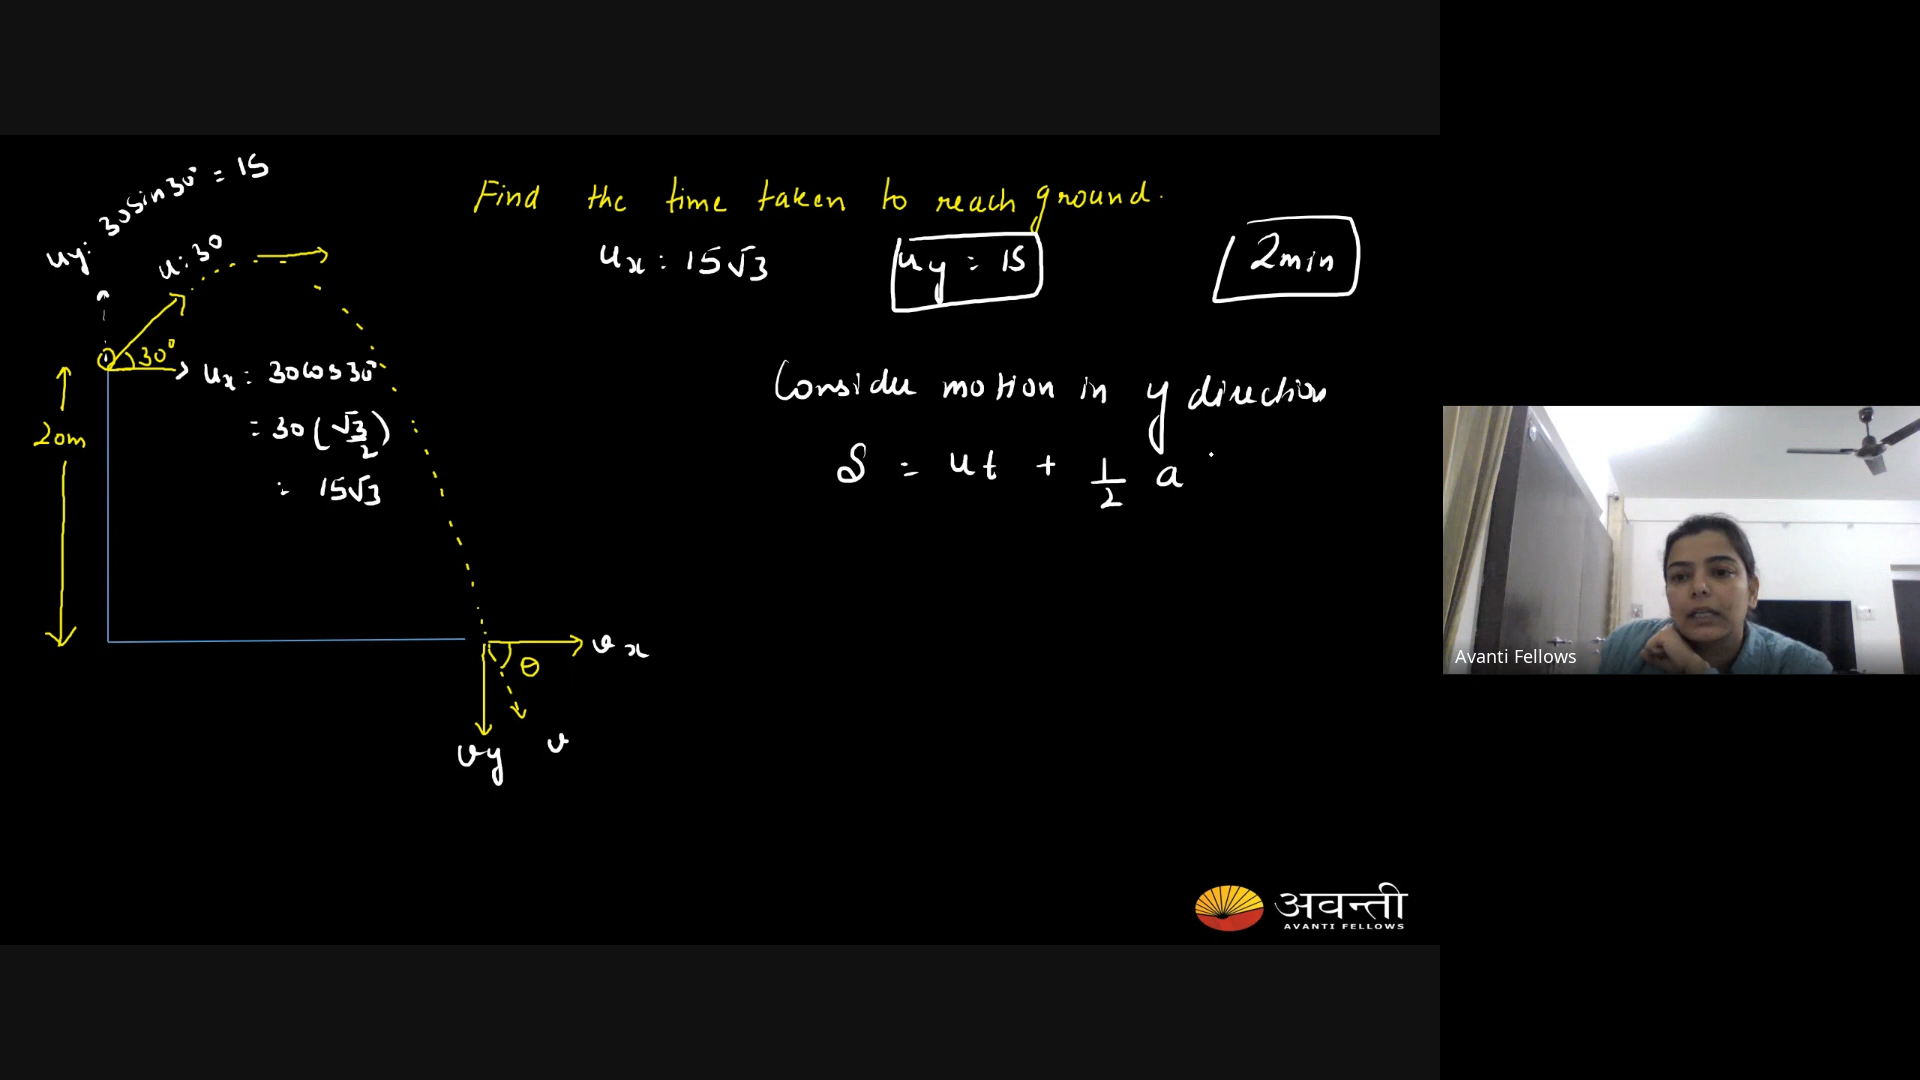 Find the time taken to reach ground.
uy: 30sin30° = 15
u: 30
ux : 15√3
uy : 15
2min
30°
ux : 30cos30°
= 30(√3/2)
: 15√3
20m
Consider motion in y direction
S = ut + 1/2 a
vx
θ
vy
v
Avanti Fellows
अवन्ती
AVANTI FELLOWS